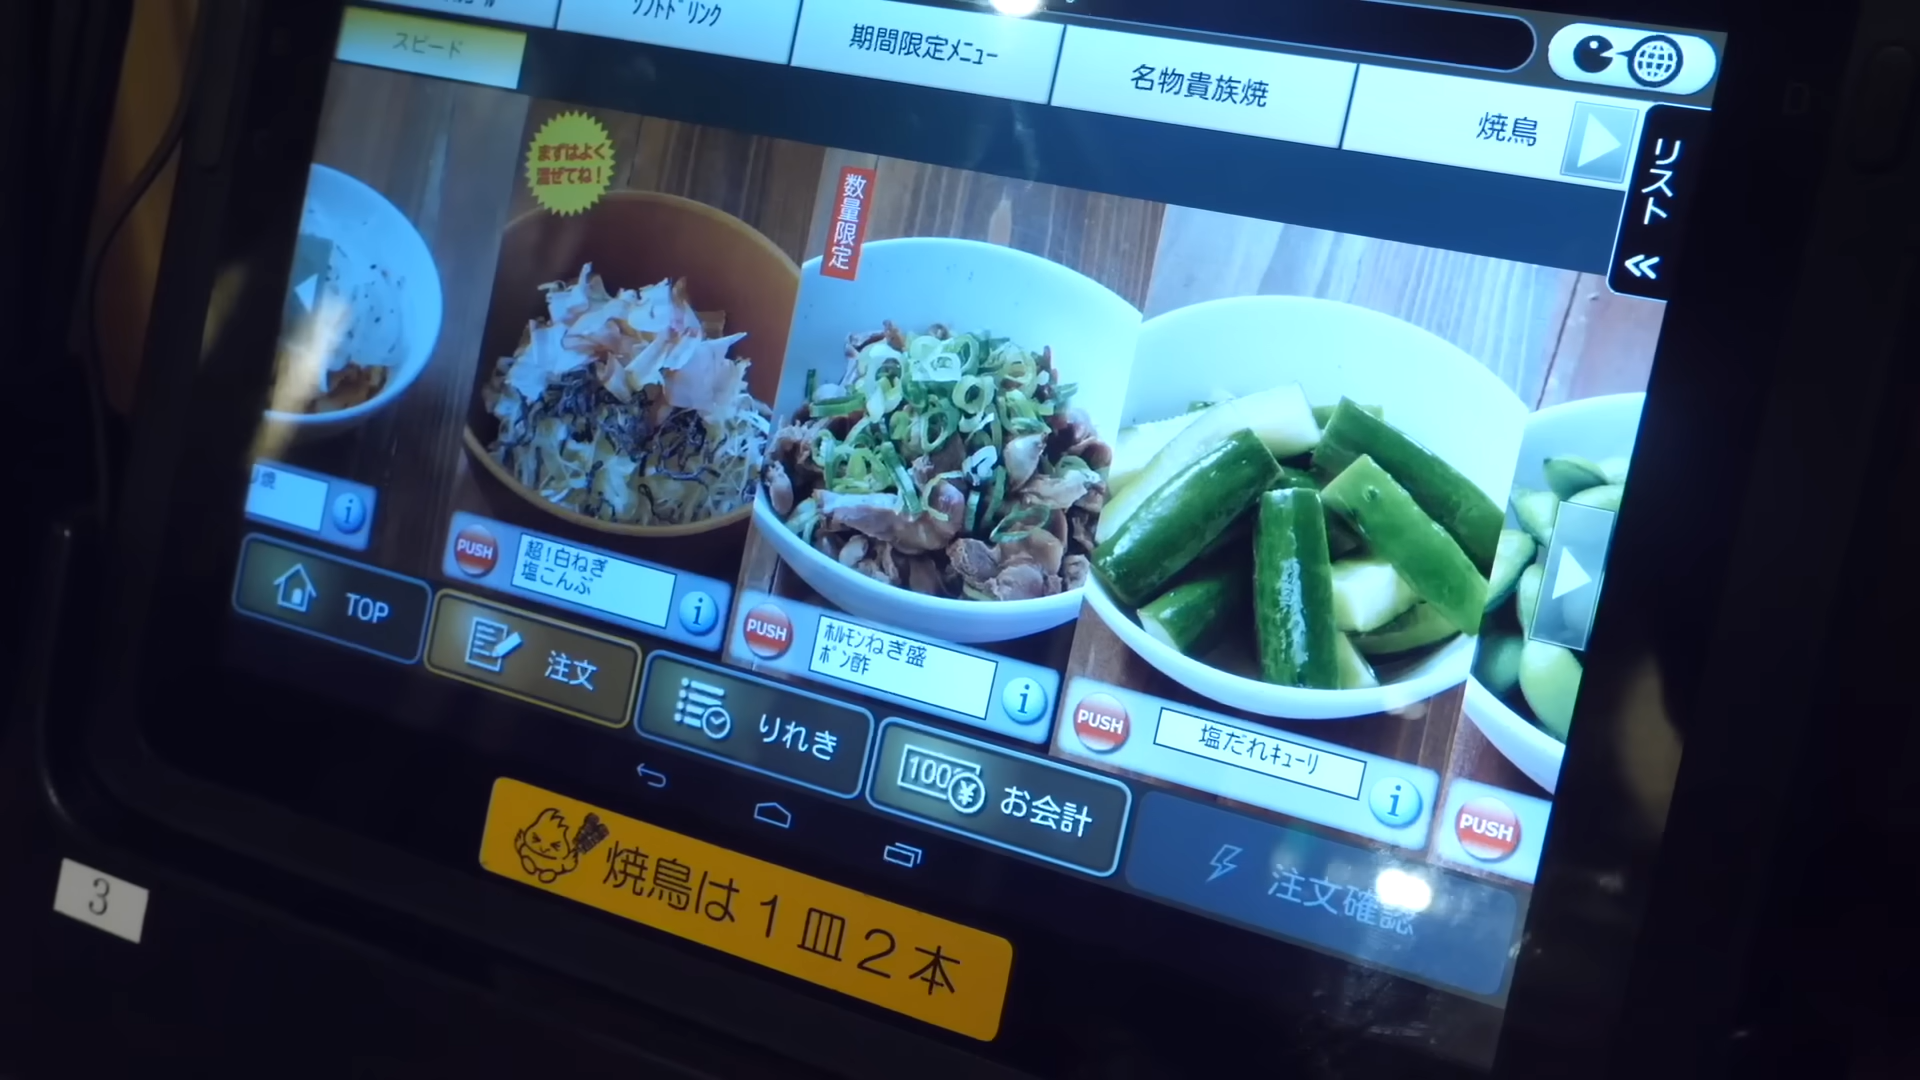 ソフトドリンク
期間限定メニュー
名物貴族焼
焼鳥
スピード
リスト
まずはよく
混ぜてね!
数量限定
焼
PUSH
超!白ねぎ
塩こんぶ
i
PUSH
ホルモンねぎ盛
ポン酢
i
PUSH
塩だれキューリ
i
PUSH
TOP
注文
りれき
お会計
注文確認
焼鳥は1皿2本
3